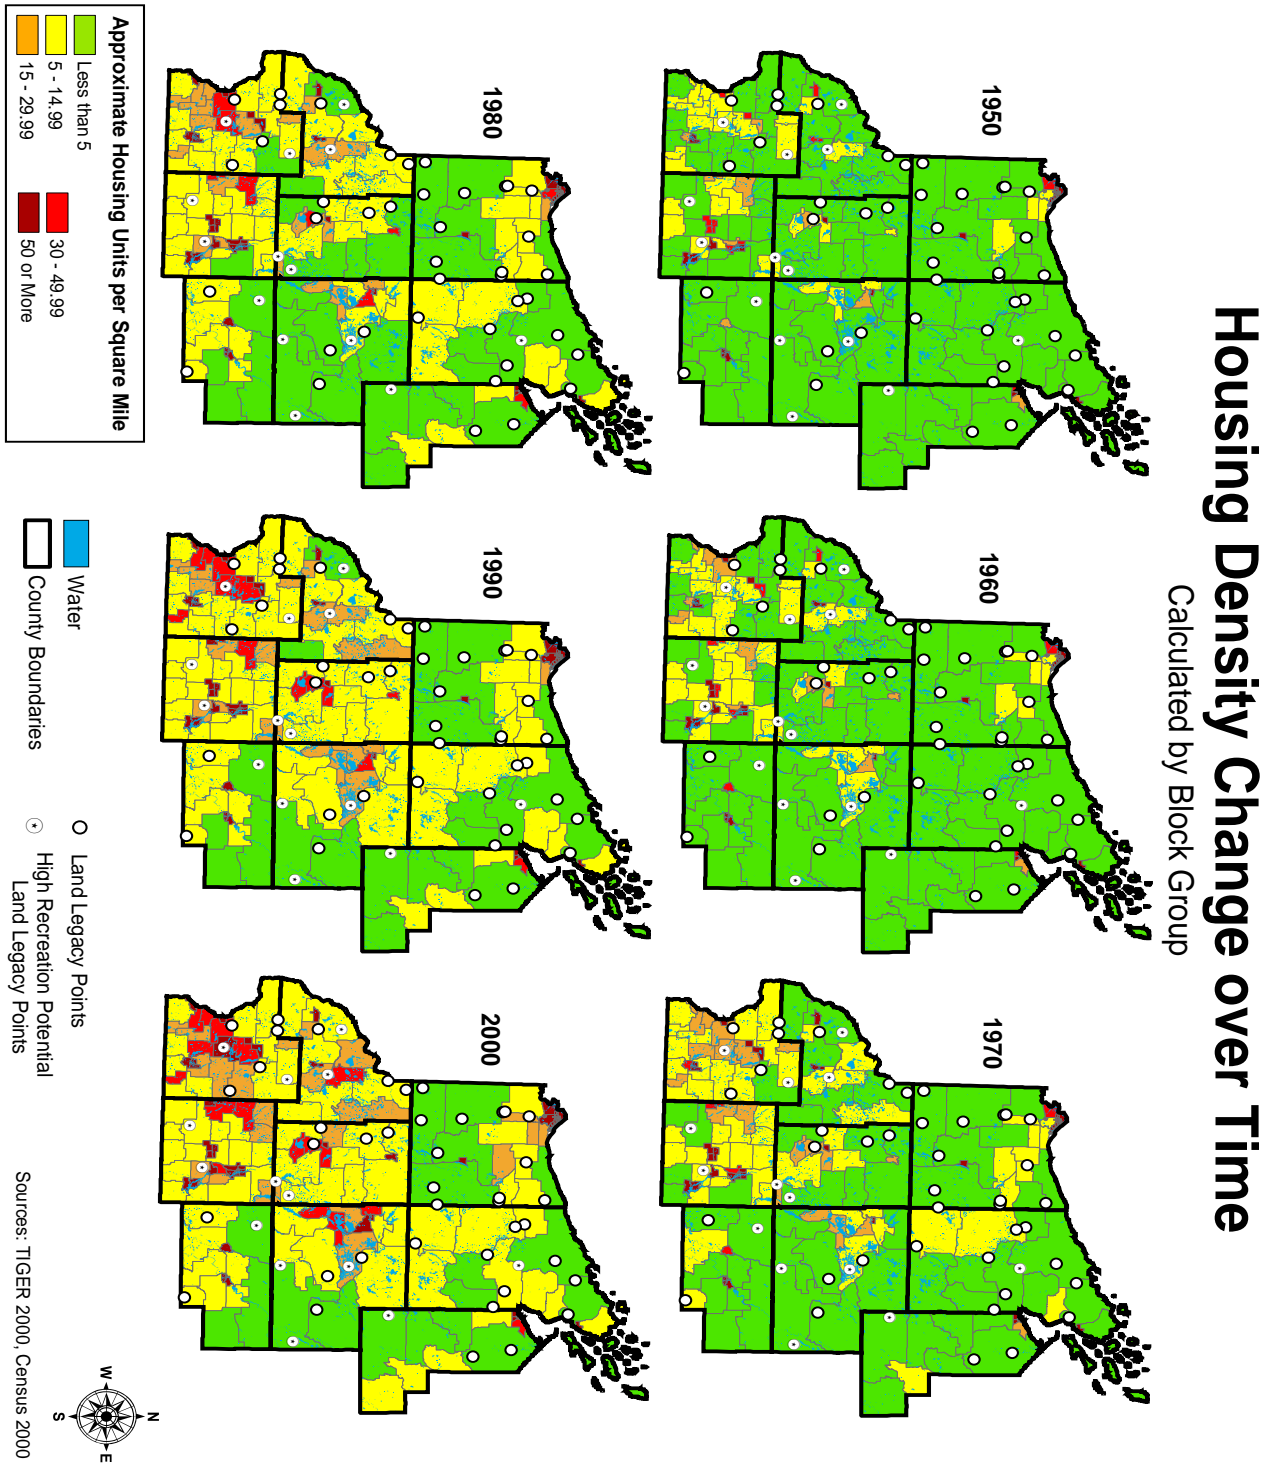 Housing Density Change over Time
Calculated by Block Group
1950
1960
1970
1980
1990
2000
Approximate Housing Units per Square Mile
Less than 5
5 - 14.99
15 - 29.99
30 - 49.99
50 or More
Water
County Boundaries
Land Legacy Points
High Recreation Potential
Land Legacy Points
Sources: TIGER 2000, Census 2000
N
W
E
S